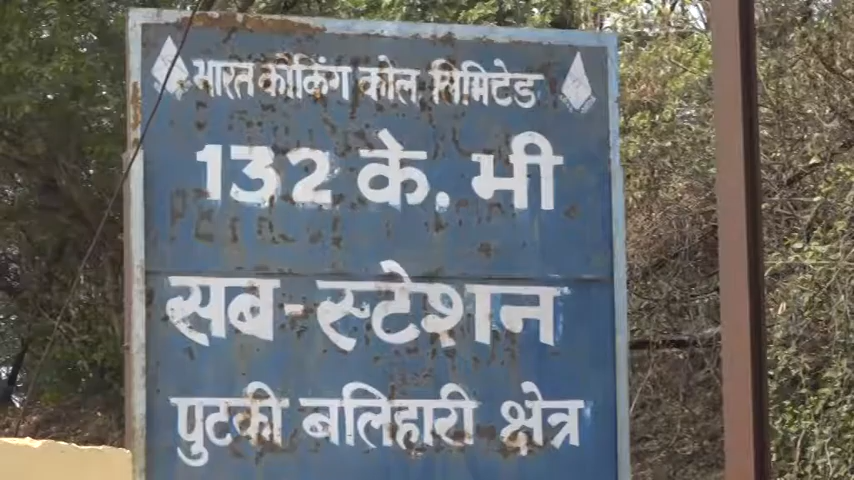 भारत कोकिंग कोल लिमिटेड
132 के. भी
सब-स्टेशन
पुटकी बलिहारी क्षेत्र